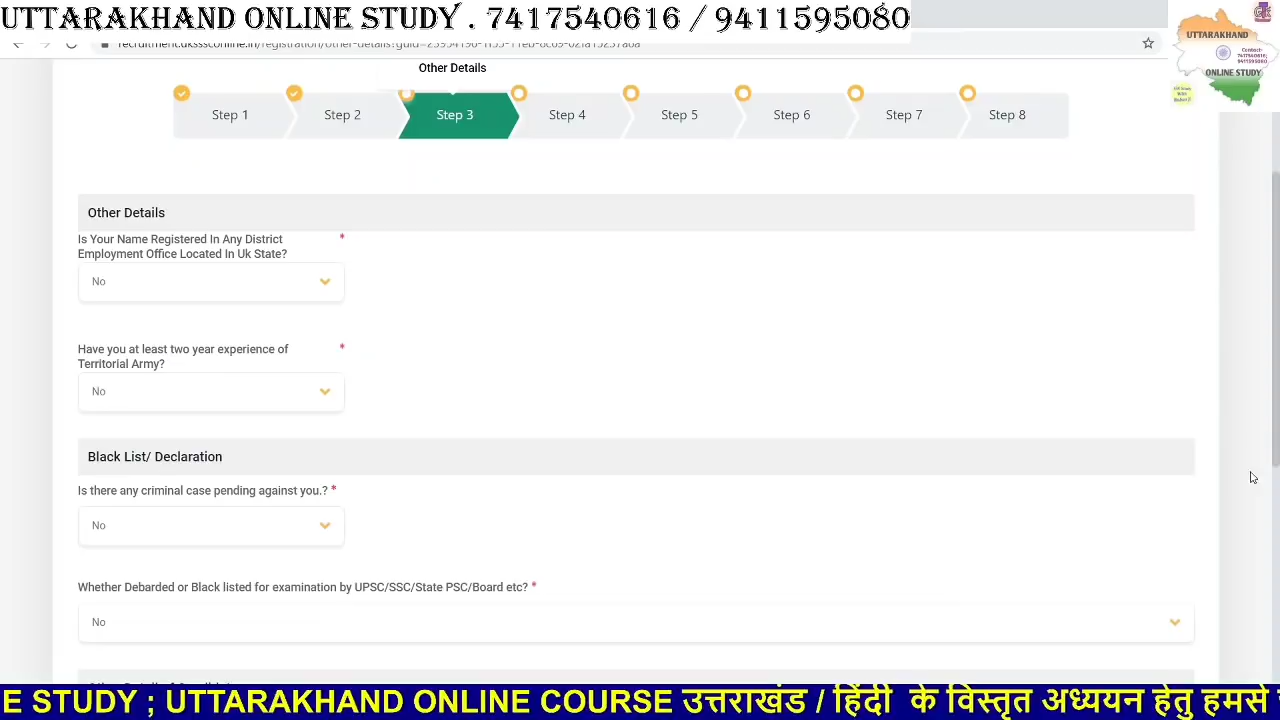 UTTARAKHAND ONLINE STUDY . 7417540616 / 9411595080
UTTARAKHAND
Contact-
7417540616;
9411595080
ONLINE STUDY
Other Details
Step 1
Step 2
Step 3
Step 4
Step 5
Step 6
Step 7
Step 8
Other Details
Is Your Name Registered In Any District *
Employment Office Located In Uk State?
No
Have you at least two year experience of *
Territorial Army?
No
Black List/ Declaration
Is there any criminal case pending against you.? *
No
Whether Debarded or Black listed for examination by UPSC/SSC/State PSC/Board etc? *
No
E STUDY ; UTTARAKHAND ONLINE COURSE उत्तराखंड / हिंदी के विस्तृत अध्ययन हेतु हमसे